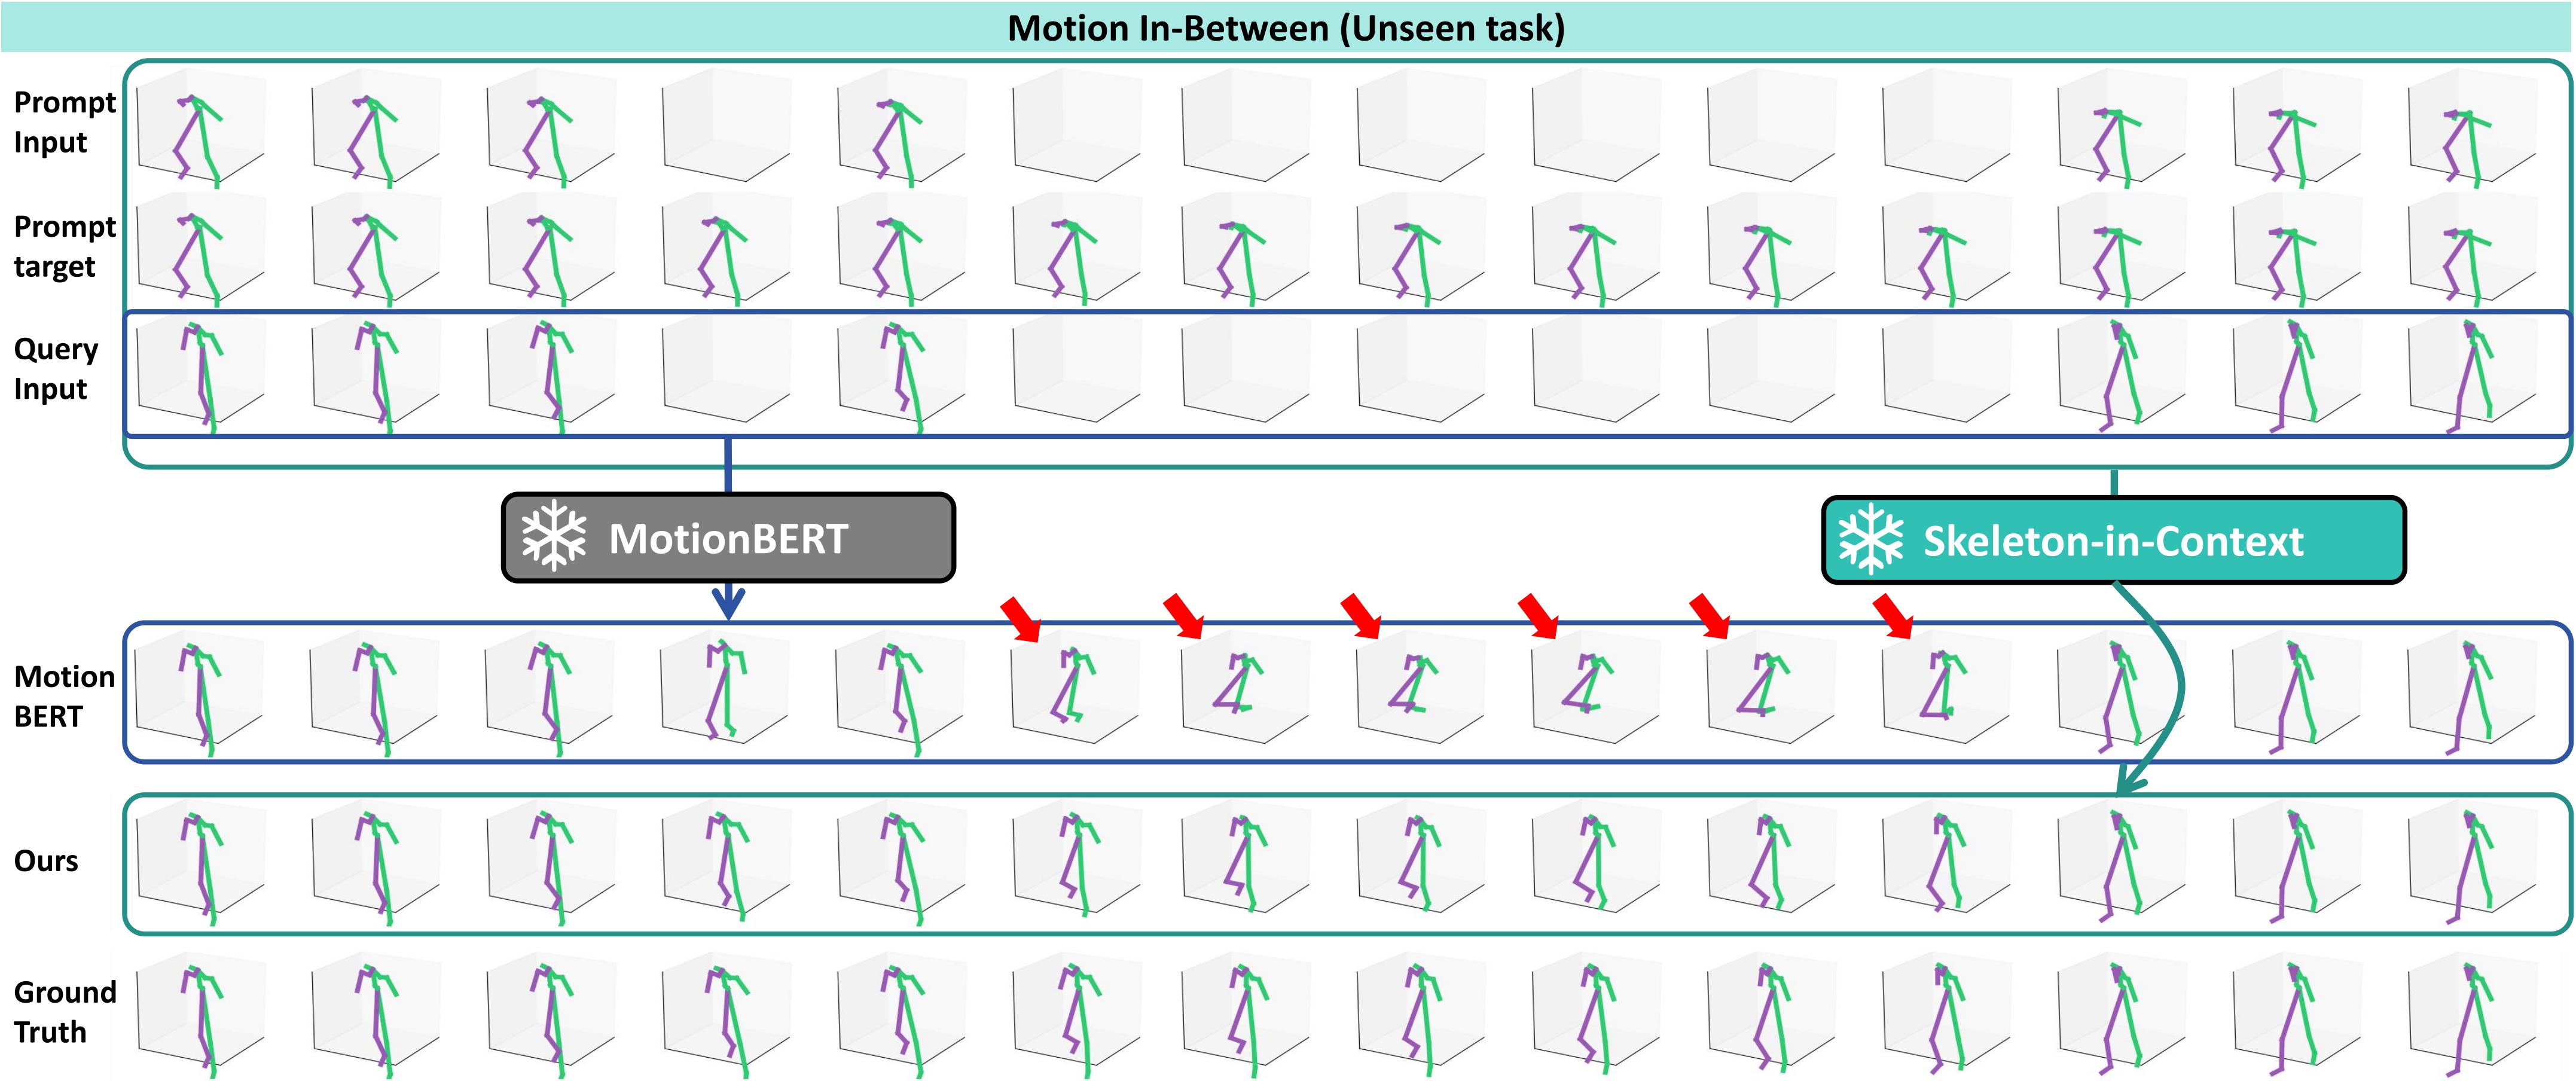 Motion In-Between (Unseen task)
Prompt
Input
Prompt
target
Query
Input
MotionBERT
Skeleton-in-Context
Motion
BERT
Ours
Ground
Truth